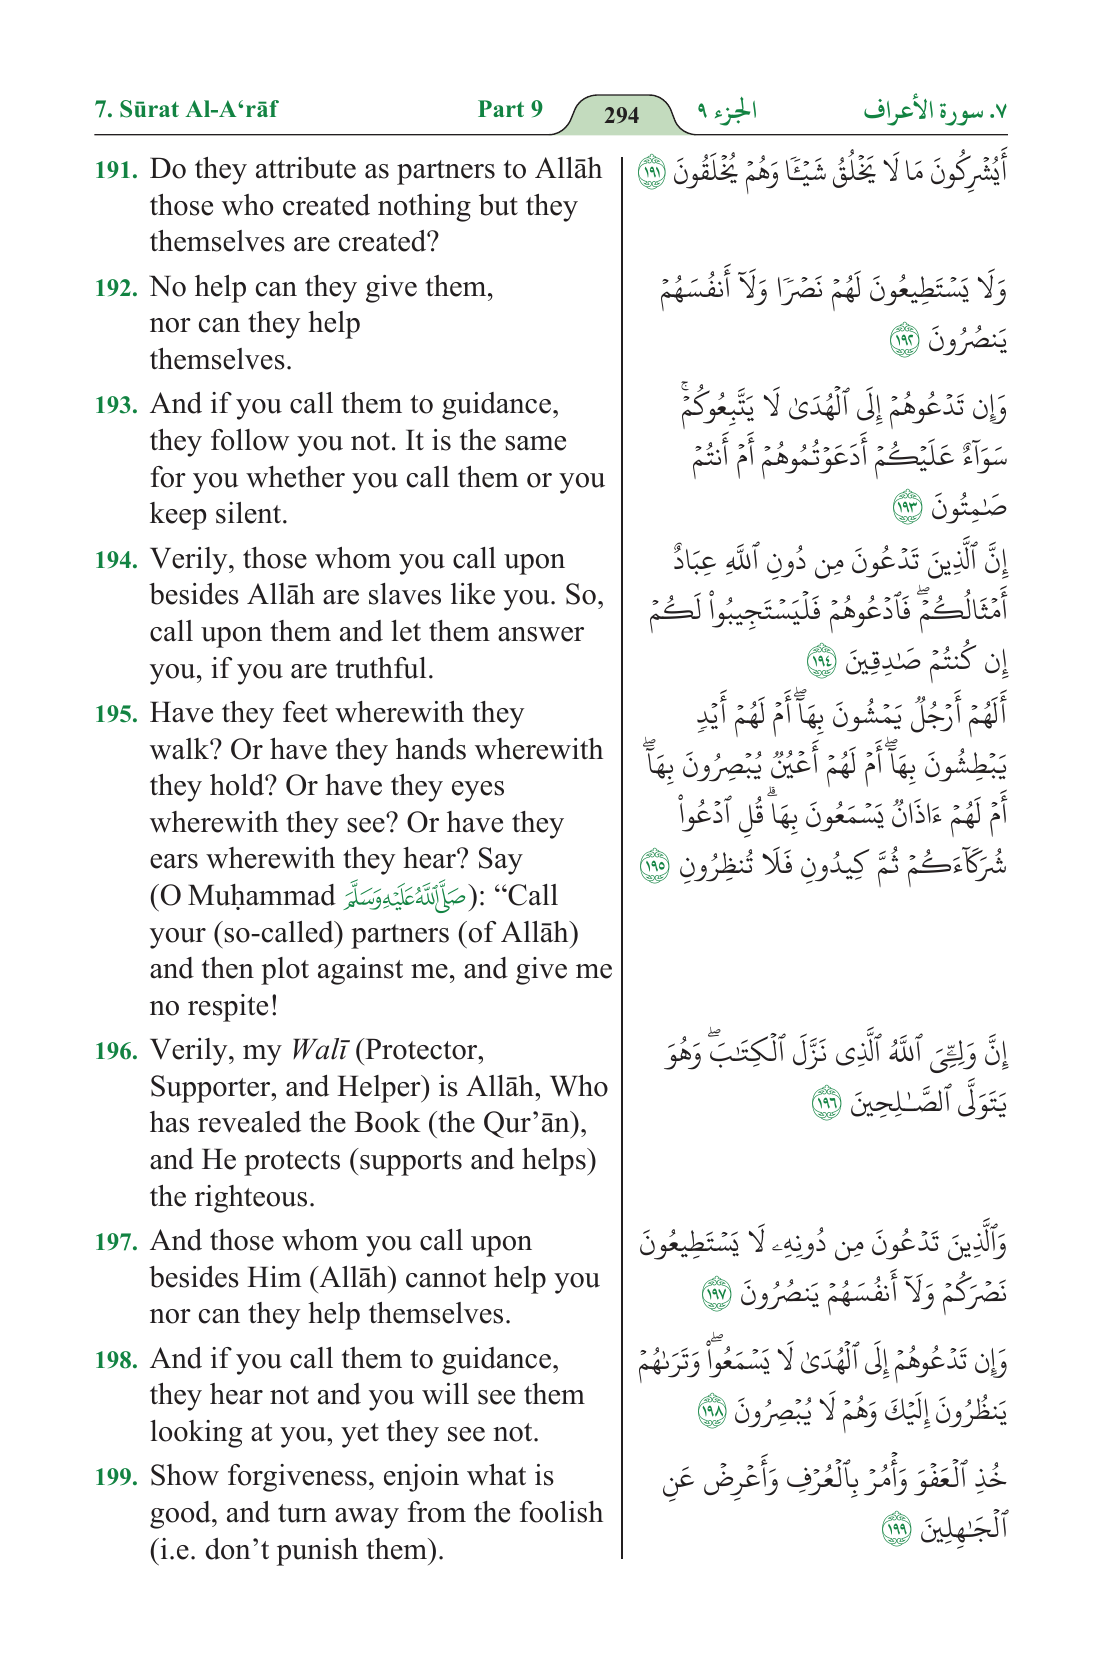 7. Sūrat Al-A‘rāf
Part 9
294
الجزء ٩
٧. سورة الأعراف
191. Do they attribute as partners to Allāh
those who created nothing but they
themselves are created?
192. No help can they give them,
nor can they help
themselves.
193. And if you call them to guidance,
they follow you not. It is the same
for you whether you call them or you
keep silent.
194. Verily, those whom you call upon
besides Allāh are slaves like you. So,
call upon them and let them answer
you, if you are truthful.
195. Have they feet wherewith they
walk? Or have they hands wherewith
they hold? Or have they eyes
wherewith they see? Or have they
ears wherewith they hear? Say
(O Muḥammad صَلَّى اللَّهُ عَلَيْهِ وَسَلَّمَ): “Call
your (so-called) partners (of Allāh)
and then plot against me, and give me
no respite!
196. Verily, my Walī (Protector,
Supporter, and Helper) is Allāh, Who
has revealed the Book (the Qur’ān),
and He protects (supports and helps)
the righteous.
197. And those whom you call upon
besides Him (Allāh) cannot help you
nor can they help themselves.
198. And if you call them to guidance,
they hear not and you will see them
looking at you, yet they see not.
199. Show forgiveness, enjoin what is
good, and turn away from the foolish
(i.e. don’t punish them).
أَيُشْرِكُونَ مَا لَا يَخْلُقُ شَيْـًٔا وَهُمْ يُخْلَقُونَ ١٩١
وَلَا يَسْتَطِيعُونَ لَهُمْ نَصْرًا وَلَآ أَنفُسَهُمْ
يَنصُرُونَ ١٩٢
وَإِن تَدْعُوهُمْ إِلَى ٱلْهُدَىٰ لَا يَتَّبِعُوكُمْ ۚ
سَوَآءٌ عَلَيْكُمْ أَدَعَوْتُمُوهُمْ أَمْ أَنتُمْ
صَـٰمِتُونَ ١٩٣
إِنَّ ٱلَّذِينَ تَدْعُونَ مِن دُونِ ٱللَّهِ عِبَادٌ
أَمْثَالُكُمْ ۖ فَٱدْعُوهُمْ فَلْيَسْتَجِيبُوا۟ لَكُمْ
إِن كُنتُمْ صَـٰدِقِينَ ١٩٤
أَلَهُمْ أَرْجُلٌ يَمْشُونَ بِهَآ ۖ أَمْ لَهُمْ أَيْدٍ
يَبْطِشُونَ بِهَآ ۖ أَمْ لَهُمْ أَعْيُنٌ يُبْصِرُونَ بِهَآ ۖ
أَمْ لَهُمْ ءَاذَانٌ يَسْمَعُونَ بِهَا ۗ قُلِ ٱدْعُوا۟
شُرَكَآءَكُمْ ثُمَّ كِيدُونِ فَلَا تُنظِرُونِ ١٩٥
إِنَّ وَلِـِّۧىَ ٱللَّهُ ٱلَّذِى نَزَّلَ ٱلْكِتَـٰبَ ۖ وَهُوَ
يَتَوَلَّى ٱلصَّـٰلِحِينَ ١٩٦
وَٱلَّذِينَ تَدْعُونَ مِن دُونِهِۦ لَا يَسْتَطِيعُونَ
نَصْرَكُمْ وَلَآ أَنفُسَهُمْ يَنصُرُونَ ١٩٧
وَإِن تَدْعُوهُمْ إِلَى ٱلْهُدَىٰ لَا يَسْمَعُوا۟ ۖ وَتَرَىٰهُمْ
يَنظُرُونَ إِلَيْكَ وَهُمْ لَا يُبْصِرُونَ ١٩٨
خُذِ ٱلْعَفْوَ وَأْمُرْ بِٱلْعُرْفِ وَأَعْرِضْ عَنِ
ٱلْجَـٰهِلِينَ ١٩٩